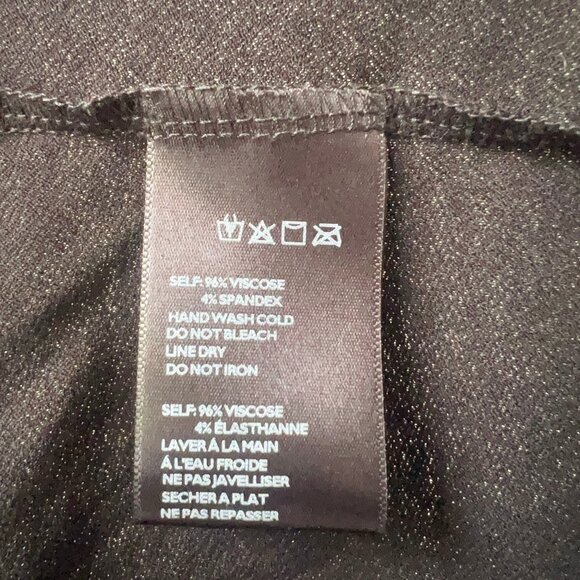 SELF: 96% VISCOSE
4% SPANDEX
HAND WASH COLD
DO NOT BLEACH
LINE DRY
DO NOT IRON
SELF: 96% VISCOSE
4% ÉLASTHANNE
LAVER Á LA MAIN
Á L'EAU FROIDE
NE PAS JAVELLISER
SECHER A PLAT
NE PAS REPASSER